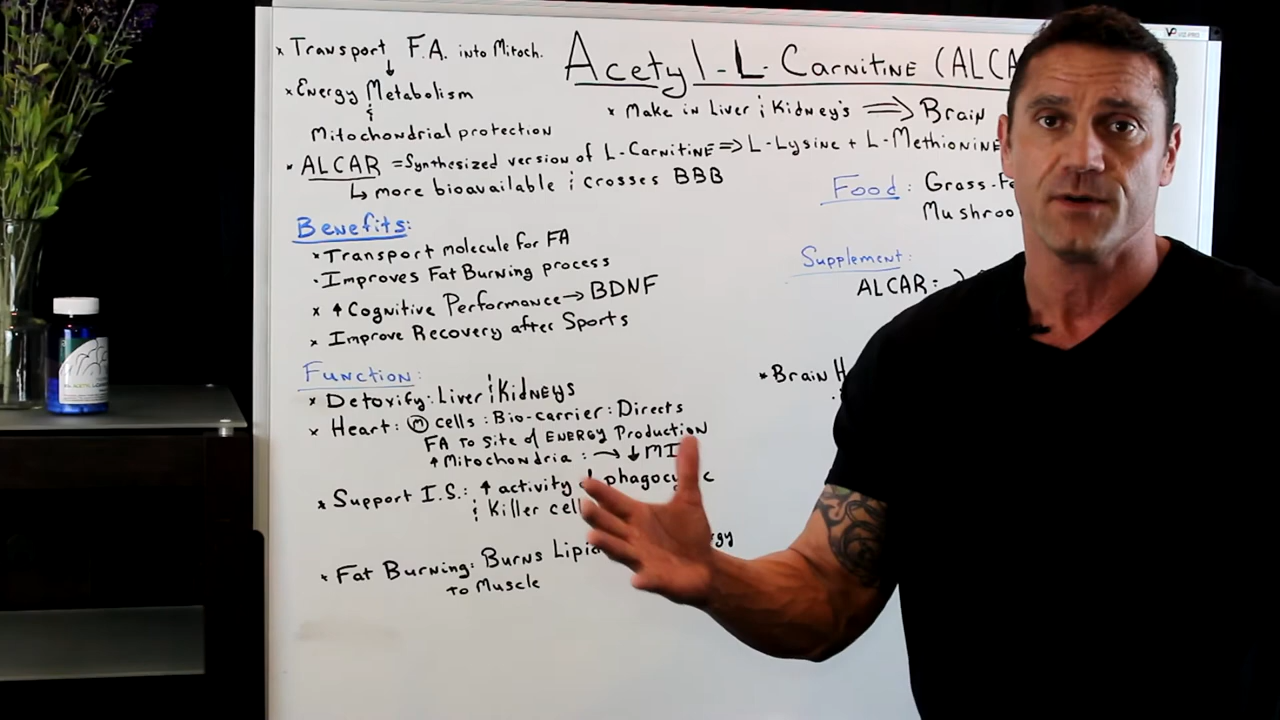 * Transport F.A. into Mitoch.
* Energy Metabolism
&
Mitochondrial protection
Acetyl-L-Carnitine (ALCA
* Make in Liver & Kidney's ⟹ Brain
* ALCAR = Synthesized version of L-Carnitine ⟹ L-Lysine + L-Methionine
↳ more bioavailable & crosses BBB
Benefits:
* Transport molecule for FA
· Improves Fat Burning process
* ↑ Cognitive Performance → BDNF
* Improve Recovery after Sports
Function:
* Detoxify: Liver & Kidneys
* Heart: (m) cells: Bio-carrier: Directs
FA to site of Energy Production
↑ Mitochondria: → ↓ MI
* Support I.S.: ↑ activity
& Killer cell
* Fat Burning: Burns
to Muscle
Food: Grass-Fe
Mushroo
Supplement:
ALCAR:
* Brain H
VIZ-PRO